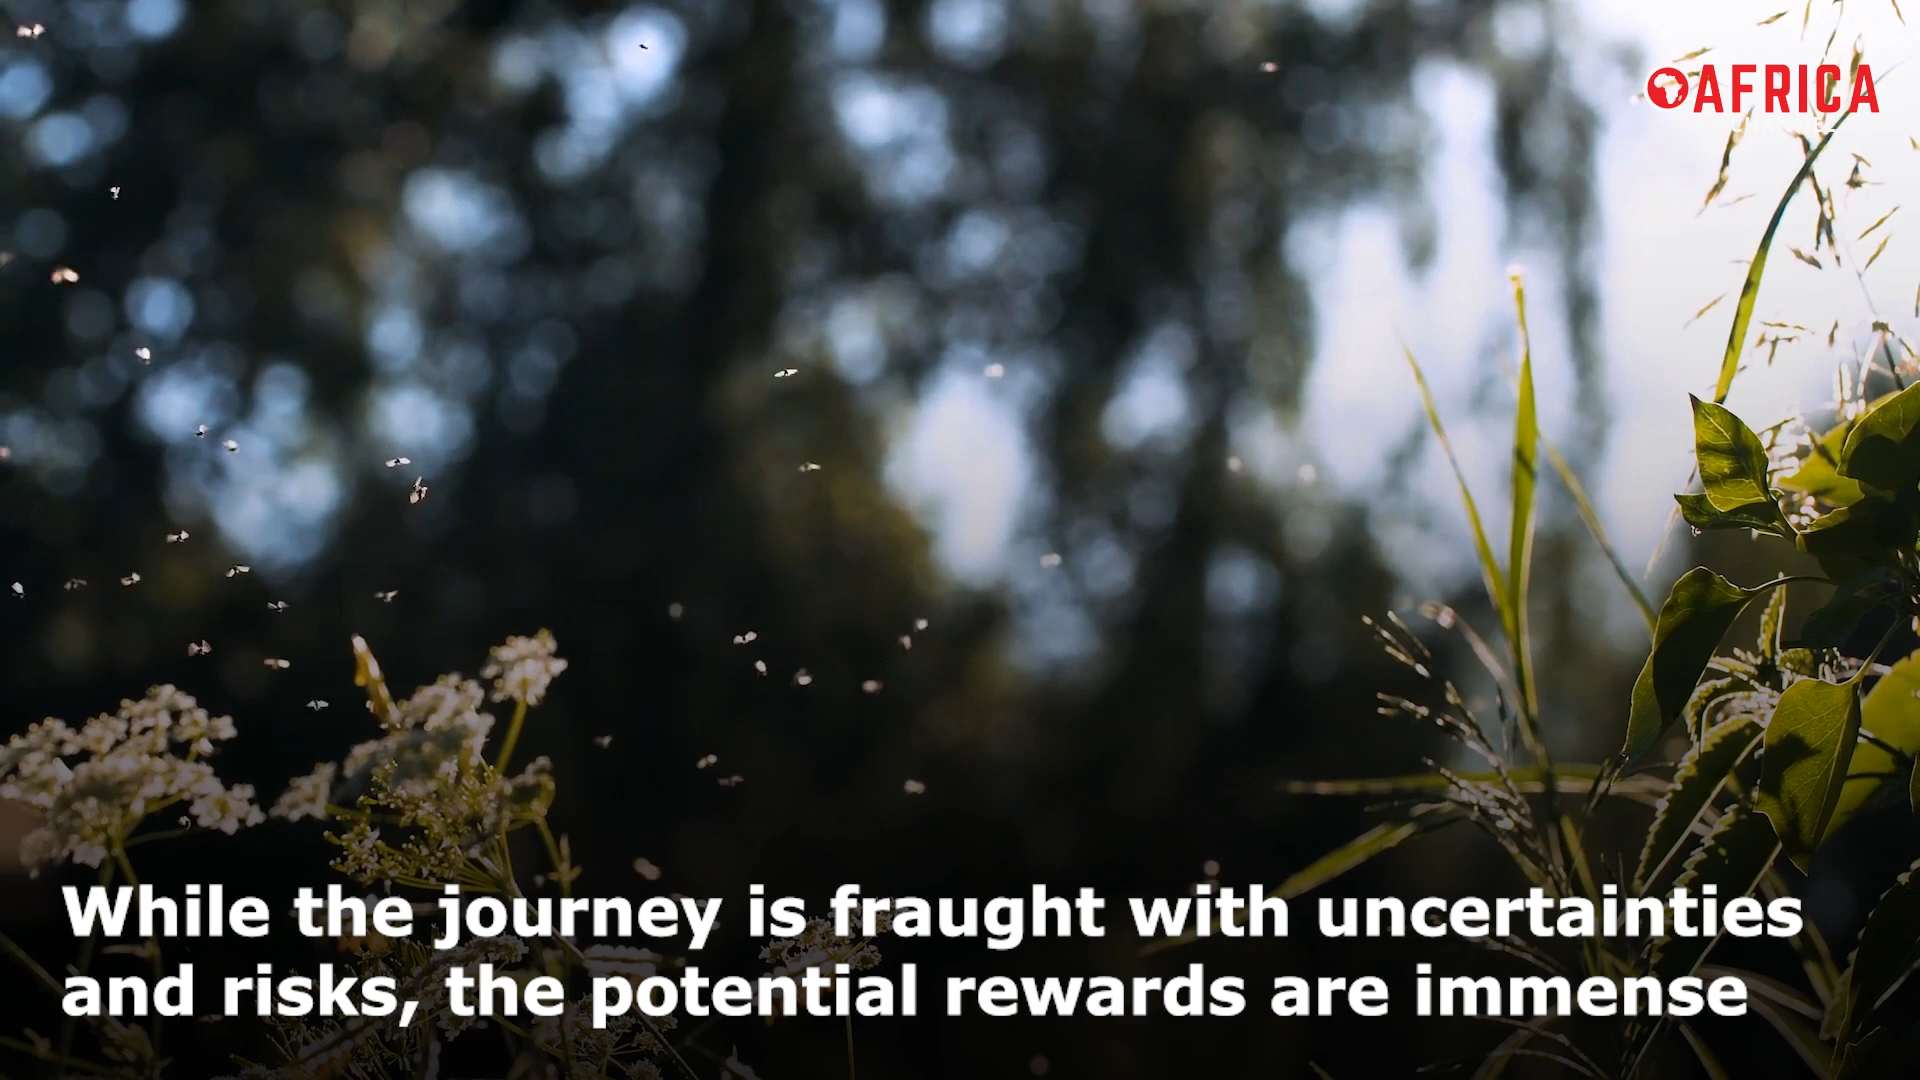 AFRICA
While the journey is fraught with uncertainties
and risks, the potential rewards are immense